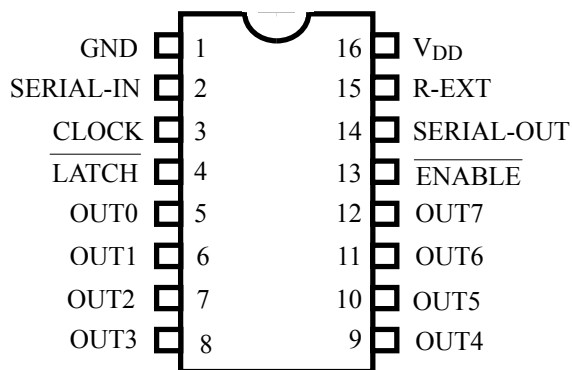 GND 1 16 VDD
SERIAL-IN 2 15 R-EXT
CLOCK 3 14 SERIAL-OUT
LATCH 4 13 ENABLE
OUT0 5 12 OUT7
OUT1 6 11 OUT6
OUT2 7 10 OUT5
OUT3 8 9 OUT4